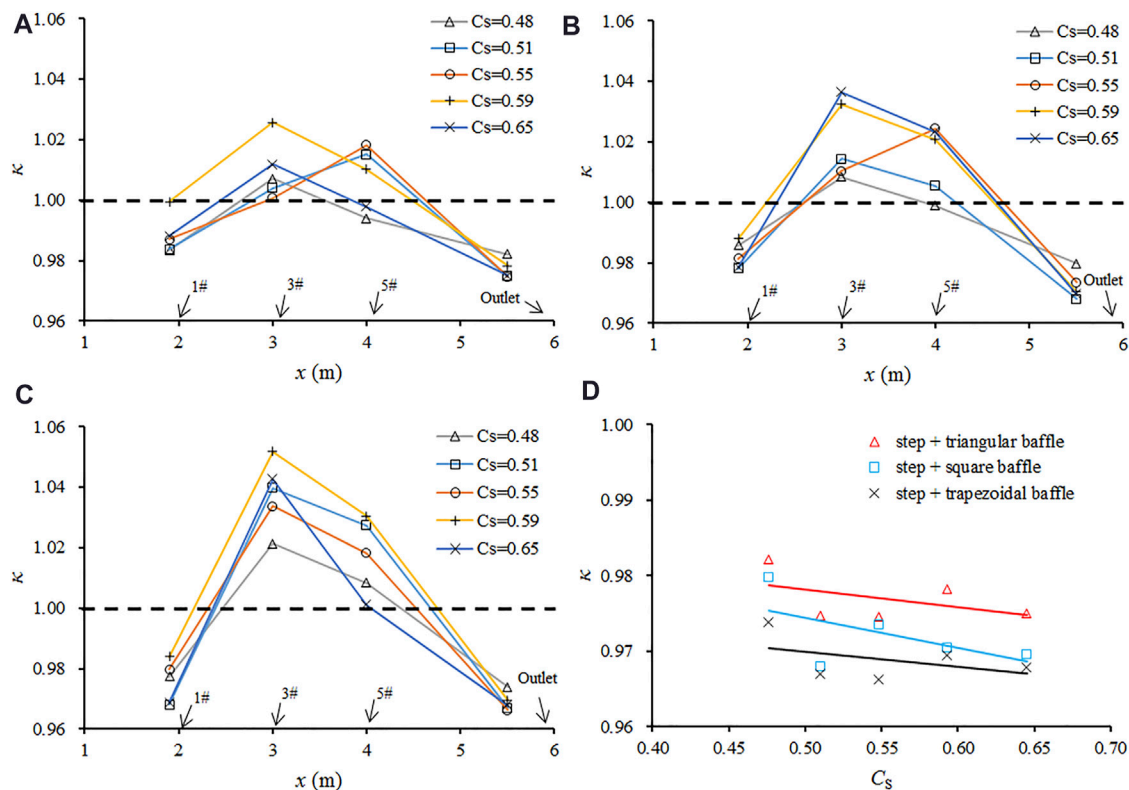 A
κ
1.06
1.04
1.02
1.00
0.98
0.96
Cs=0.48
Cs=0.51
Cs=0.55
Cs=0.59
Cs=0.65
1#
3#
5#
Outlet
1 2 3 4 5 6
x (m)
B
κ
1.06
1.04
1.02
1.00
0.98
0.96
Cs=0.48
Cs=0.51
Cs=0.55
Cs=0.59
Cs=0.65
1#
3#
5#
Outlet
1 2 3 4 5 6
x (m)
C
κ
1.06
1.04
1.02
1.00
0.98
0.96
Cs=0.48
Cs=0.51
Cs=0.55
Cs=0.59
Cs=0.65
1#
3#
5#
Outlet
1 2 3 4 5 6
x (m)
D
κ
1.00
0.99
0.98
0.97
0.96
step + triangular baffle
step + square baffle
step + trapezoidal baffle
0.40 0.45 0.50 0.55 0.60 0.65 0.70
CS